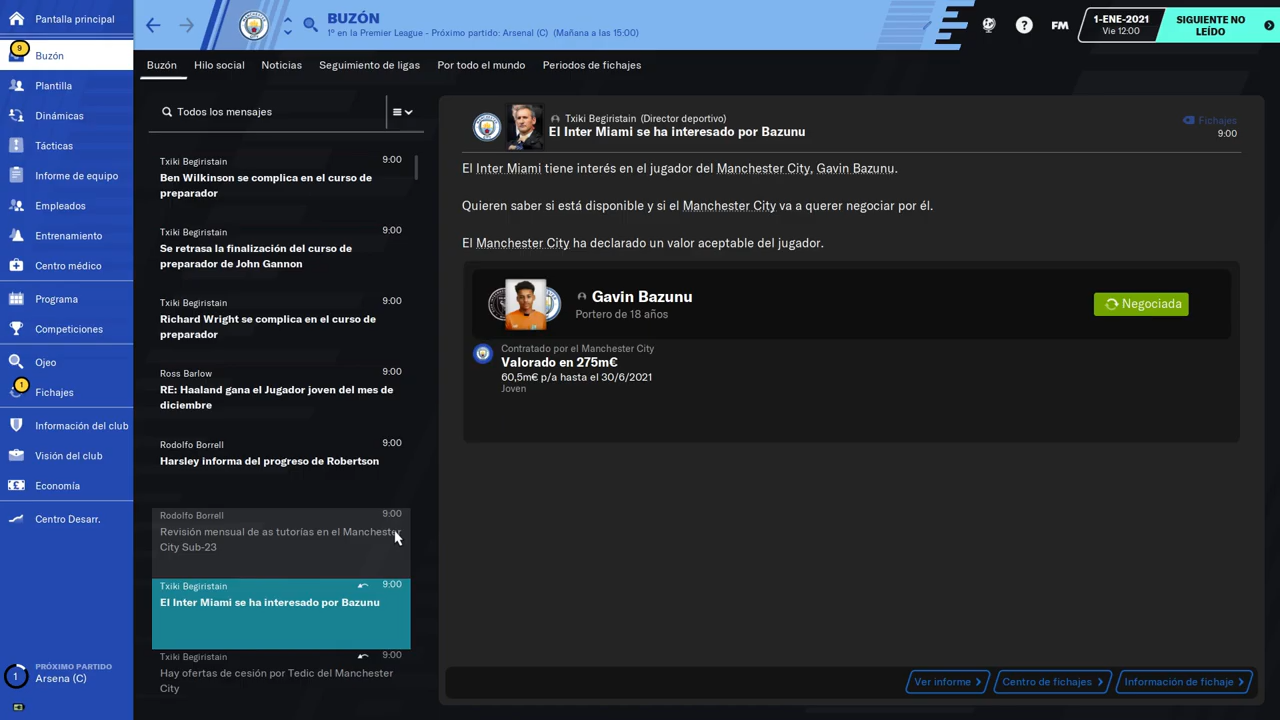 Pantalla principal
9
Buzón
Plantilla
Dinámicas
Tácticas
Informe de equipo
Empleados
Entrenamiento
Centro médico
Programa
Competiciones
Ojeo
1
Fichajes
Información del club
Visión del club
Economía
Centro Desarr.
1
PRÓXIMO PARTIDO
Arsena (C)
BUZÓN
1º en la Premier League - Próximo partido: Arsenal (C) (Mañana a las 15:00)
?
FM
1-ENE-2021
Vie 12:00
SIGUIENTE NO
LEÍDO
Buzón
Hilo social
Noticias
Seguimiento de ligas
Por todo el mundo
Periodos de fichajes
Todos los mensajes
Txiki Begiristain
9:00
Ben Wilkinson se complica en el curso de
preparador
Txiki Begiristain
9:00
Se retrasa la finalización del curso de
preparador de John Gannon
Txiki Begiristain
9:00
Richard Wright se complica en el curso de
preparador
Ross Barlow
9:00
RE: Haaland gana el Jugador joven del mes de
diciembre
Rodolfo Borrell
9:00
Harsley informa del progreso de Robertson
Rodolfo Borrell
9:00
Revisión mensual de as tutorías en el Manchester
City Sub-23
Txiki Begiristain
9:00
El Inter Miami se ha interesado por Bazunu
Txiki Begiristain
9:00
Hay ofertas de cesión por Tedic del Manchester
City
Txiki Begiristain (Director deportivo)
El Inter Miami se ha interesado por Bazunu
Fichajes
9:00
El Inter Miami tiene interés en el jugador del Manchester City, Gavin Bazunu.
Quieren saber si está disponible y si el Manchester City va a querer negociar por él.
El Manchester City ha declarado un valor aceptable del jugador.
Gavin Bazunu
Portero de 18 años
Negociada
Contratado por el Manchester City
Valorado en 275m€
60,5m€ p/a hasta el 30/6/2021
Joven
Ver informe
Centro de fichajes
Información de fichaje